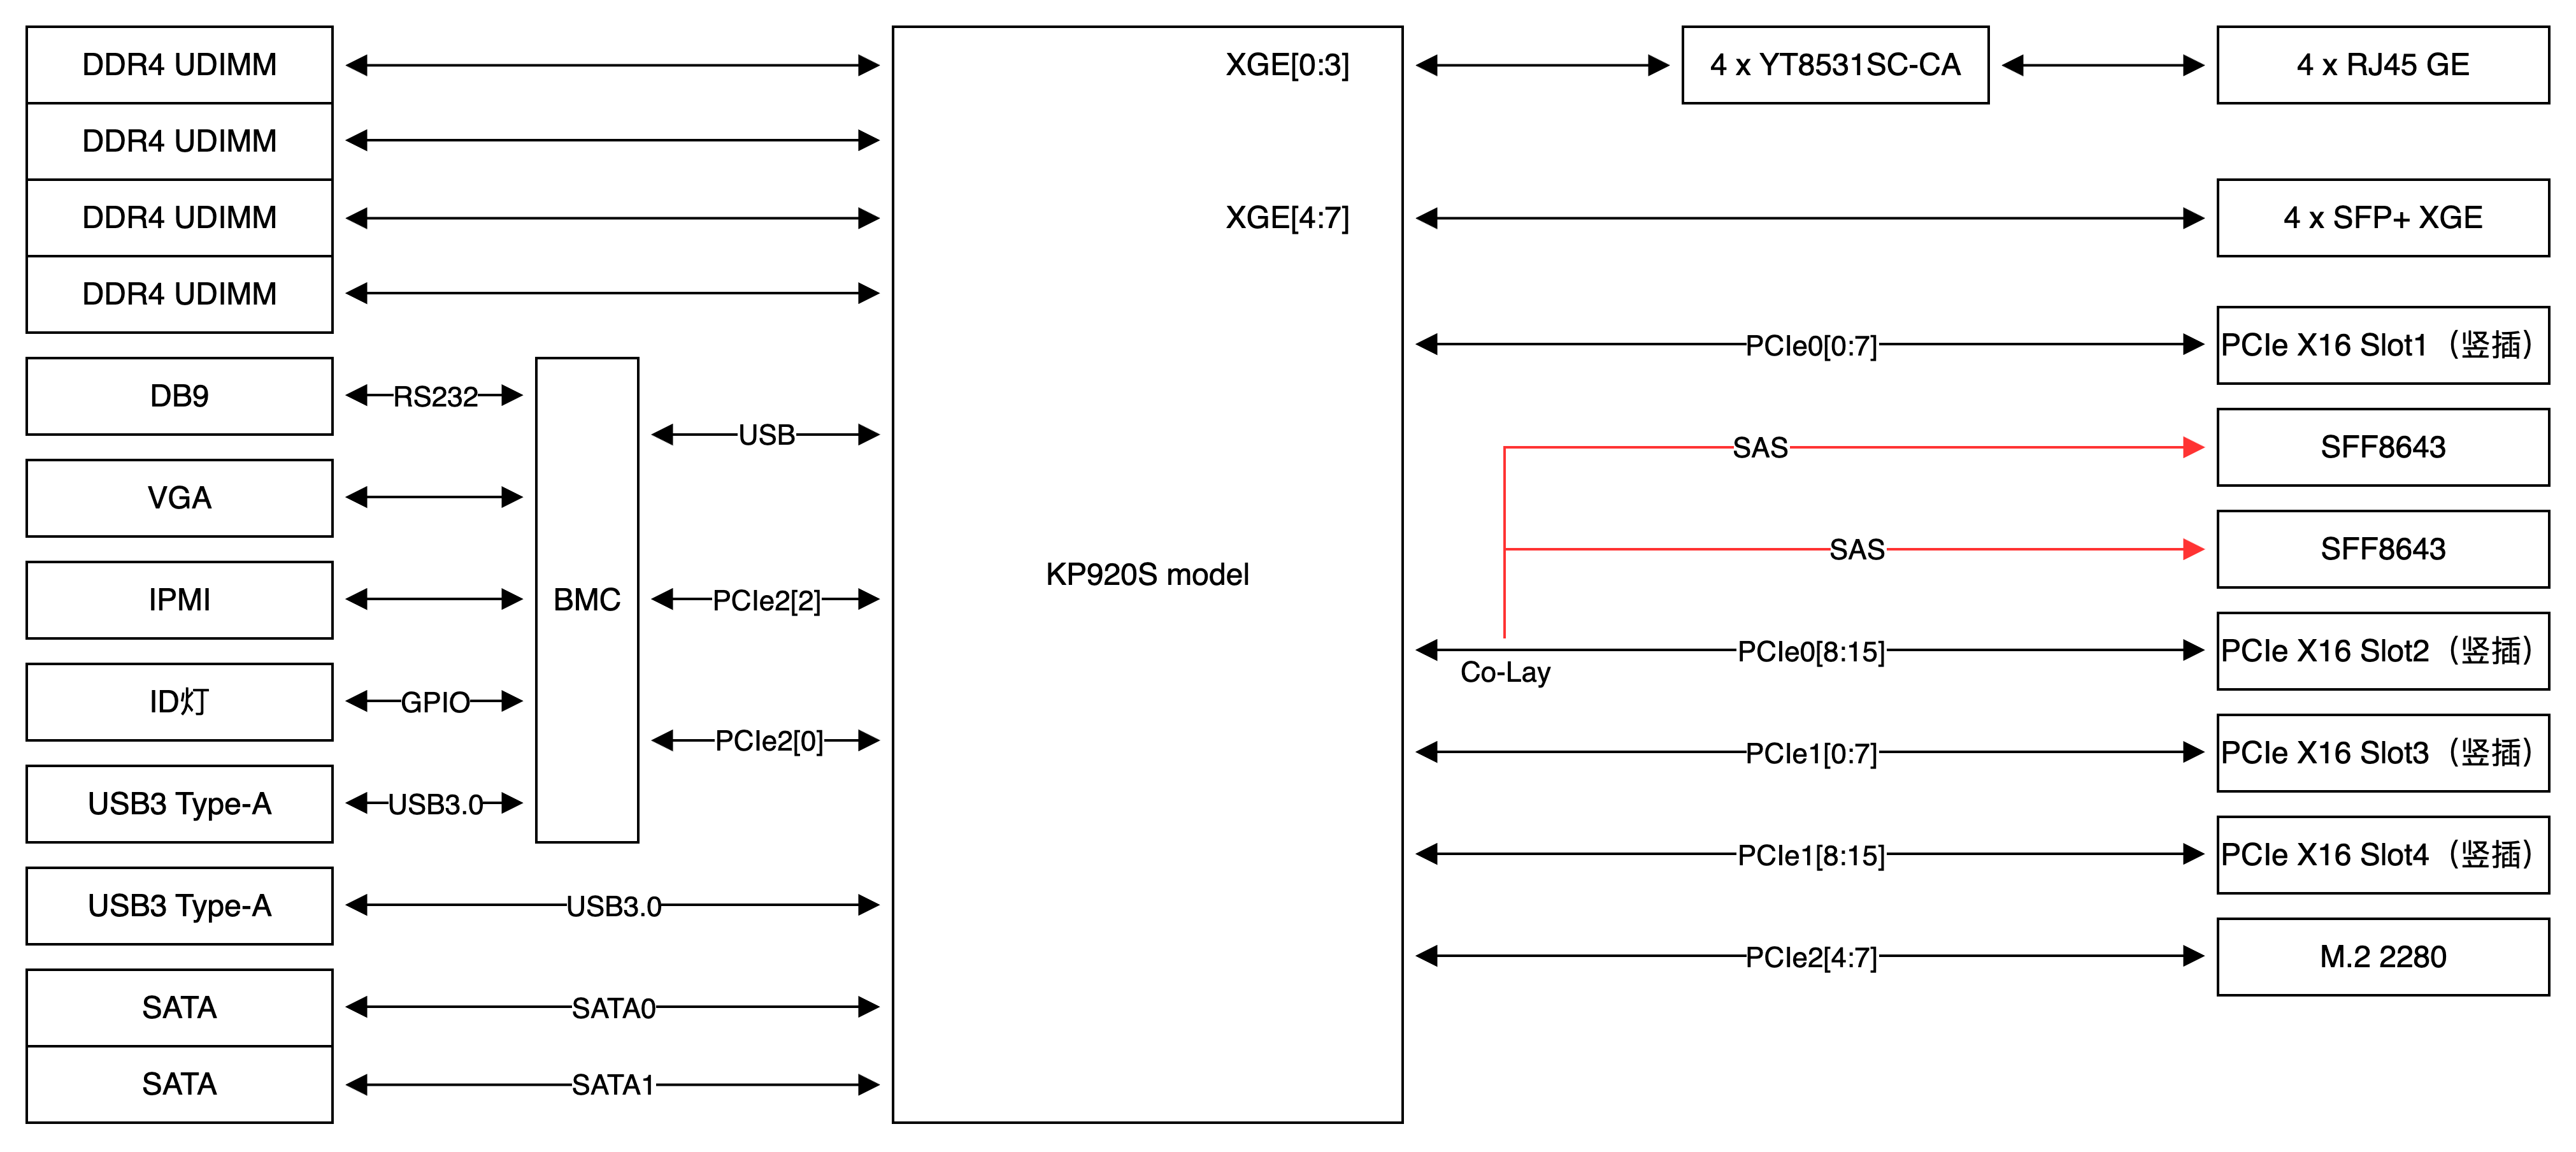 DDR4 UDIMM
DDR4 UDIMM
DDR4 UDIMM
DDR4 UDIMM
DB9
RS232
VGA
IPMI
ID灯
GPIO
USB3 Type-A
USB3.0
BMC
USB
PCIe2[2]
PCIe2[0]
USB3 Type-A
USB3.0
SATA
SATA0
SATA
SATA1
KP920S model
XGE[0:3]
4 x YT8531SC-CA
4 x RJ45 GE
XGE[4:7]
4 x SFP+ XGE
PCIe0[0:7]
PCIe X16 Slot1（竖插）
SAS
SFF8643
SAS
SFF8643
Co-Lay
PCIe0[8:15]
PCIe X16 Slot2（竖插）
PCIe1[0:7]
PCIe X16 Slot3（竖插）
PCIe1[8:15]
PCIe X16 Slot4（竖插）
PCIe2[4:7]
M.2 2280